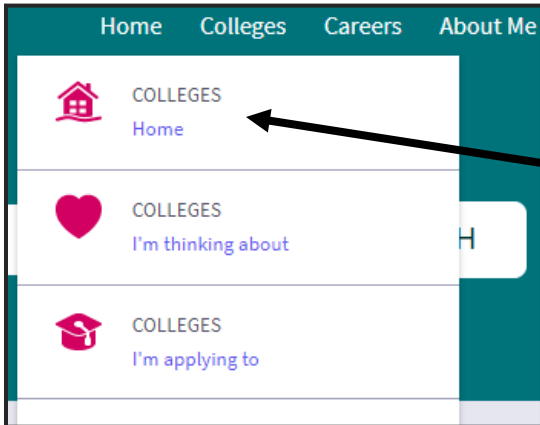 Home Colleges Careers About Me
COLLEGES
Home
COLLEGES
I'm thinking about
H
COLLEGES
I'm applying to